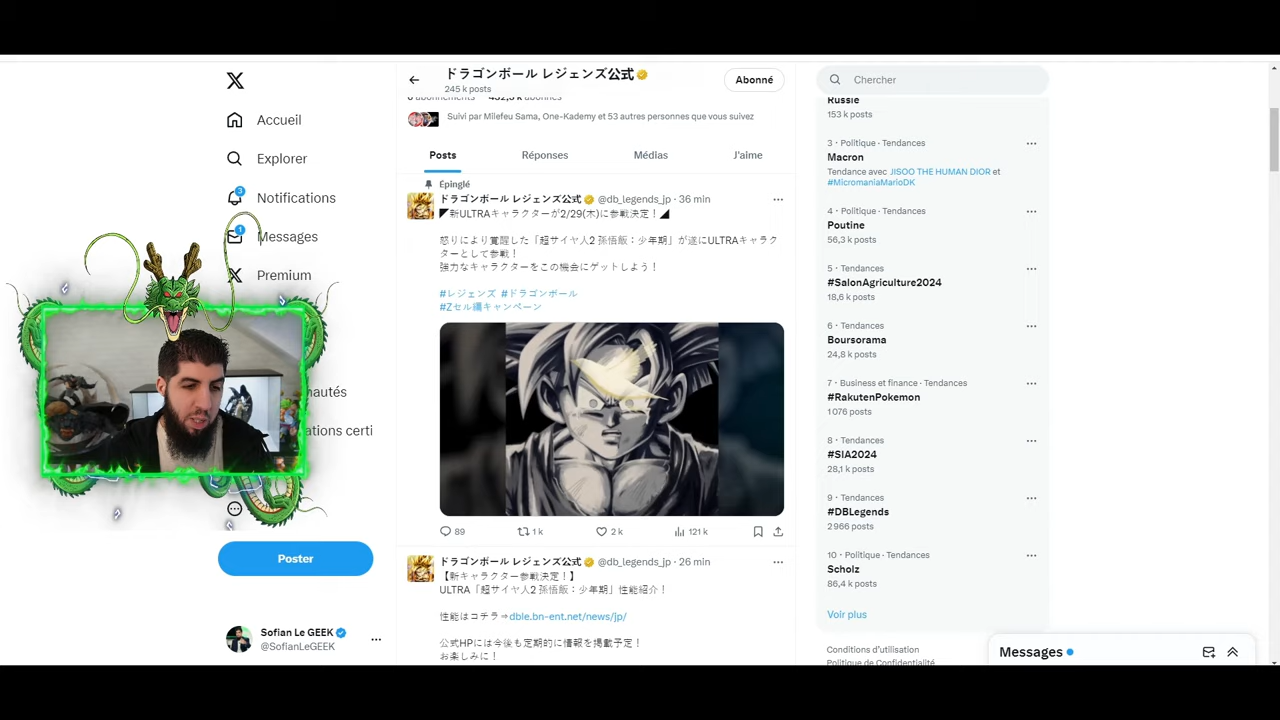 Accueil
Explorer
3
Notifications
1
Messages
Premium
nautés
ations certi
Poster
Sofian Le GEEK
@SofianLeGEEK
ドラゴンボール レジェンズ公式
245 k posts
Abonné
Suivi par Milefeu Sama, One-Kademy et 53 autres personnes que vous suivez
Posts
Réponses
Médias
J'aime
Épinglé
ドラゴンボール レジェンズ公式 @db_legends_jp · 36 min
◤新ULTRAキャラクターが2/29(木)に参戦決定！◢
怒りにより覚醒した「超サイヤ人2 孫悟飯：少年期」が遂にULTRAキャラク
ターとして参戦！
強力なキャラクターをこの機会にゲットしよう！
#レジェンズ #ドラゴンボール
#Zセル編キャンペーン
89
1 k
2 k
121 k
ドラゴンボール レジェンズ公式 @db_legends_jp · 26 min
【新キャラクター参戦決定！】
ULTRA「超サイヤ人2 孫悟飯：少年期」性能紹介！
性能はコチラ⇒dble.bn-ent.net/news/jp/
公式HPには今後も定期的に情報を掲載予定！
お楽しみに！
Chercher
Russie
153 k posts
3 · Politique · Tendances
Macron
Tendance avec JISOO THE HUMAN DIOR et
#MicromaniaMarioDK
4 · Politique · Tendances
Poutine
56,3 k posts
5 · Tendances
#SalonAgriculture2024
18,6 k posts
6 · Tendances
Boursorama
24,8 k posts
7 · Business et finance · Tendances
#RakutenPokemon
1 076 posts
8 · Tendances
#SIA2024
28,1 k posts
9 · Tendances
#DBLegends
2 966 posts
10 · Politique · Tendances
Scholz
86,4 k posts
Voir plus
Conditions d'utilisation
Politique de Confidentialité
Messages